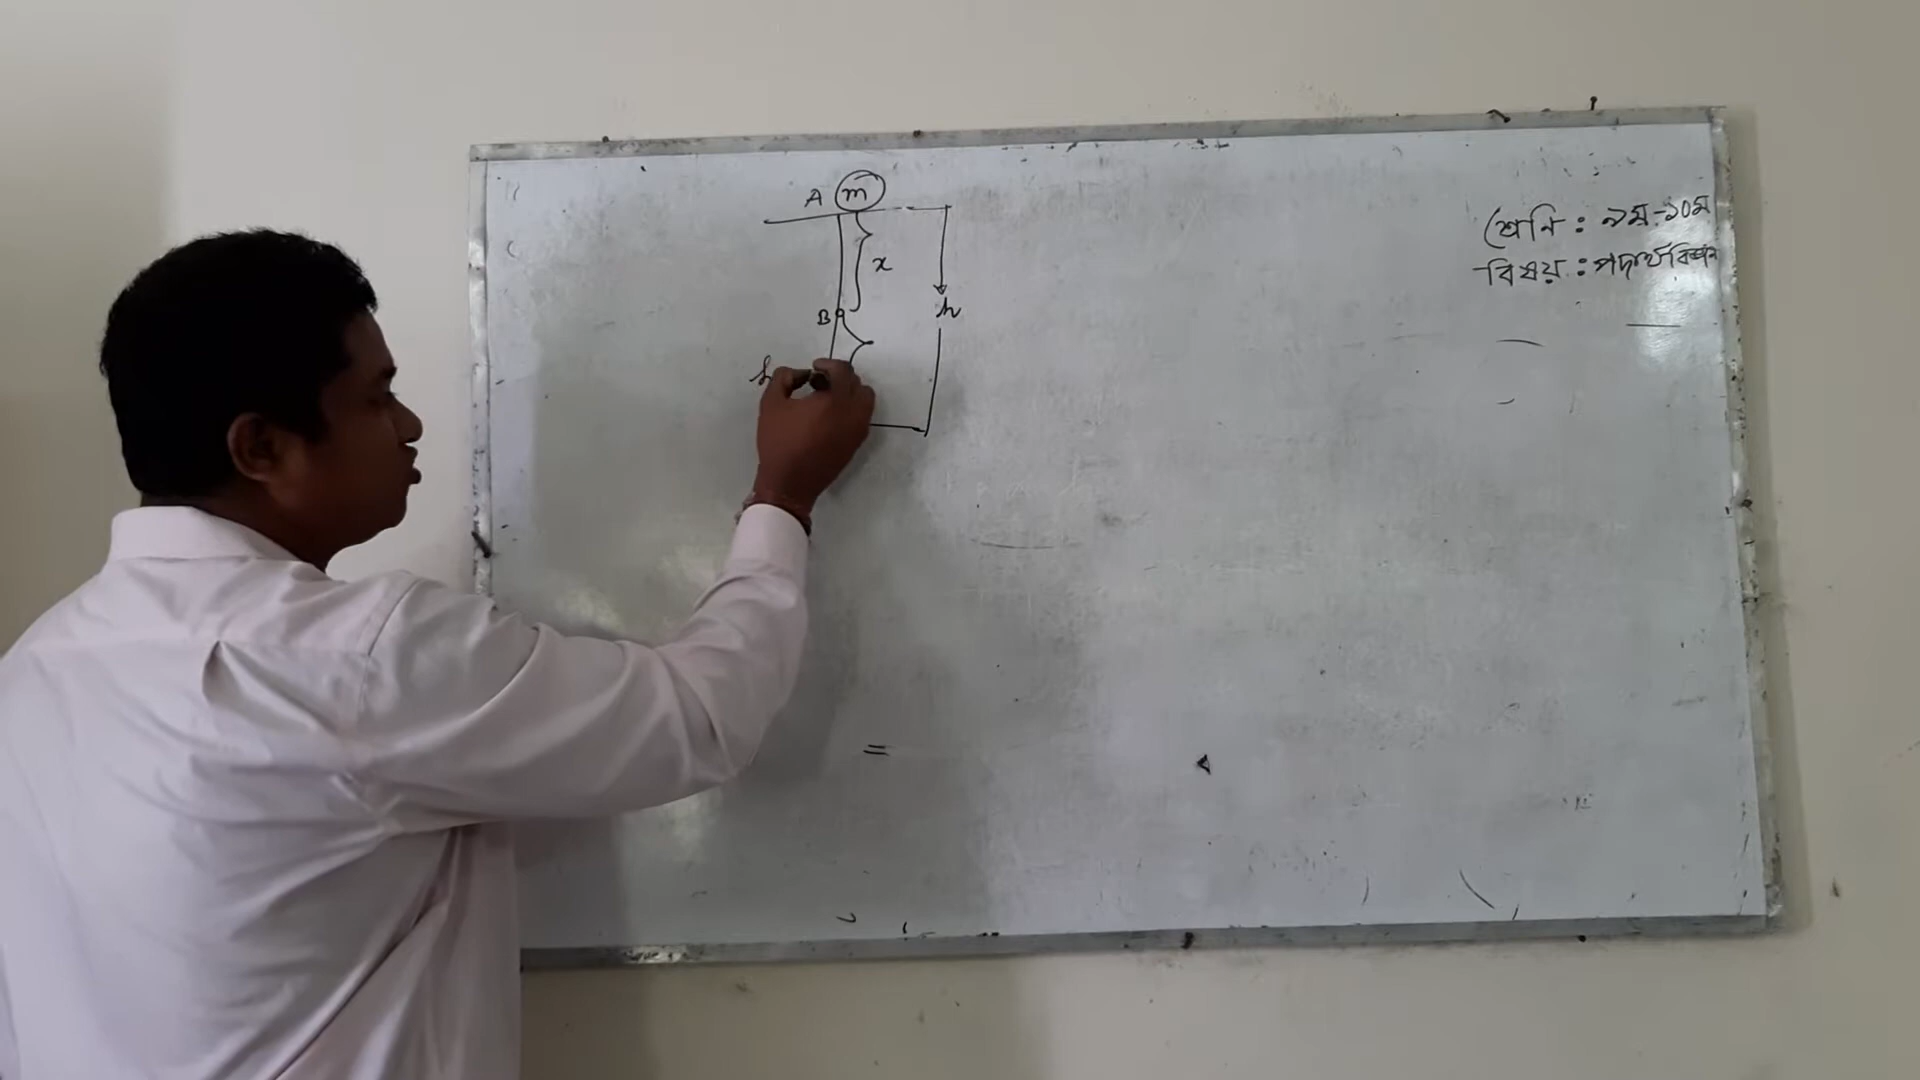 A m
x
B
h
h
শ্রেণি : ৯ম-১০ম
বিষয় : পদার্থবিজ্ঞান
=